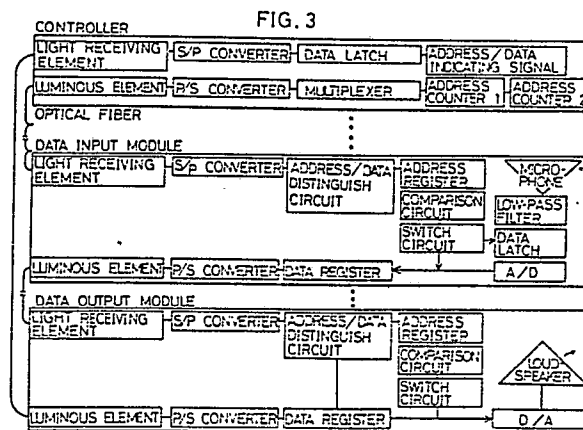 FIG. 3
CONTROLLER
LIGHT RECEIVING ELEMENT
S/P CONVERTER
DATA LATCH
ADDRESS/DATA INDICATING SIGNAL
LUMINOUS ELEMENT
P/S CONVERTER
MULTIPLEXER
ADDRESS COUNTER 1
ADDRESS COUNTER 2
OPTICAL FIBER
DATA INPUT MODULE
LIGHT RECEIVING ELEMENT
S/P CONVERTER
ADDRESS/DATA DISTINGUISH CIRCUIT
ADDRESS REGISTER
COMPARISON CIRCUIT
SWITCH CIRCUIT
MICRO-PHONE
LOW-PASS FILTER
DATA LATCH
A/D
LUMINOUS ELEMENT
P/S CONVERTER
DATA REGISTER
DATA OUTPUT MODULE
LIGHT RECEIVING ELEMENT
S/P CONVERTER
ADDRESS/DATA DISTINGUISH CIRCUIT
ADDRESS REGISTER
COMPARISON CIRCUIT
SWITCH CIRCUIT
LOUD-SPEAKER
LUMINOUS ELEMENT
P/S CONVERTER
DATA REGISTER
D/A